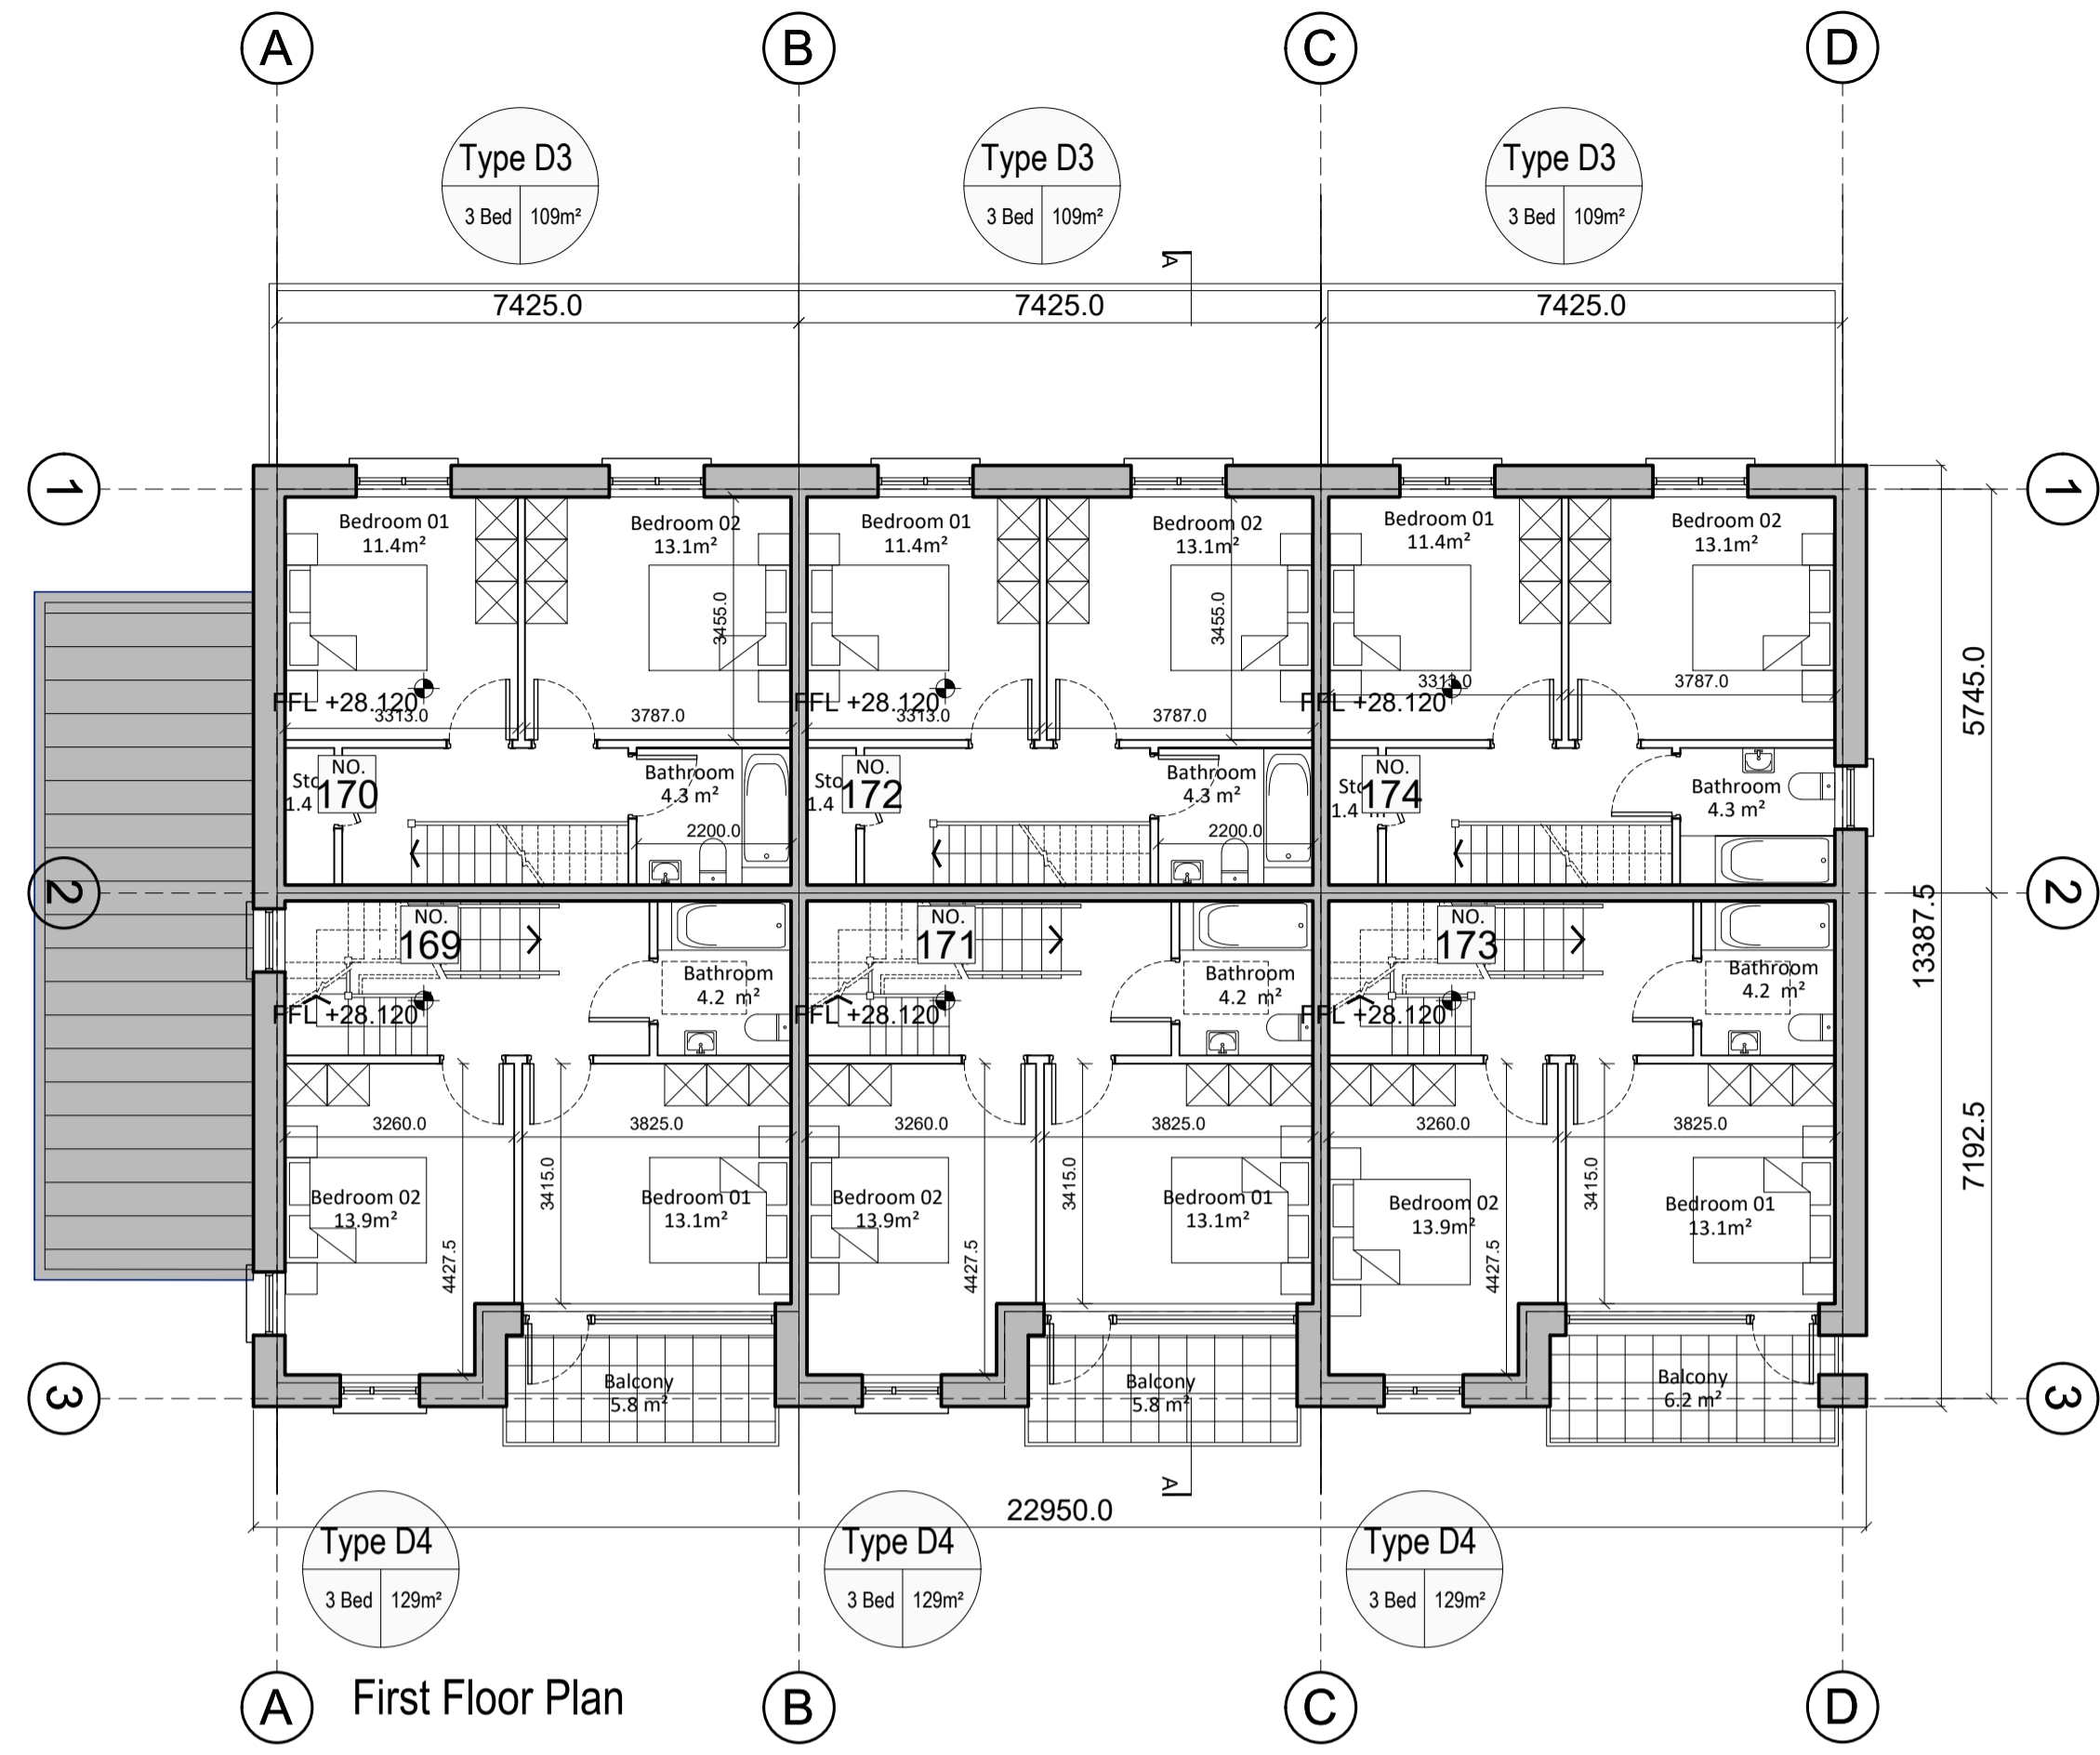 A B C D
Type D3
3 Bed 109m²
Type D3
3 Bed 109m²
Type D3
3 Bed 109m²
A
7425.0 7425.0 7425.0
1 1
Bedroom 01
11.4m²
Bedroom 02
13.1m²
Bedroom 01
11.4m²
Bedroom 02
13.1m²
Bedroom 01
11.4m²
Bedroom 02
13.1m²
3455.0 3455.0
5745.0
FFL +28.120 FFL +28.120 FFL +28.120
3313.0 3787.0 3313.0 3787.0 3313.0 3787.0
Sto
1.4
NO.
170
Bathroom
4.3 m²
2200.0
Sto
1.4
NO.
172
Bathroom
4.3 m²
2200.0
Sto
1.4
NO.
174
Bathroom
4.3 m²
2 2
13387.5
NO.
169
Bathroom
4.2 m²
NO.
171
Bathroom
4.2 m²
NO.
173
Bathroom
4.2 m²
FFL +28.120 FFL +28.120 FFL +28.120
3260.0 3825.0 3260.0 3825.0 3260.0 3825.0
7192.5
3415.0 3415.0 3415.0
Bedroom 02
13.9m²
Bedroom 01
13.1m²
Bedroom 02
13.9m²
Bedroom 01
13.1m²
Bedroom 02
13.9m²
Bedroom 01
13.1m²
4427.5 4427.5 4427.5
3 3
Balcony
5.8 m²
Balcony
5.8 m²
Balcony
6.2 m²
A
22950.0
Type D4
3 Bed 129m²
Type D4
3 Bed 129m²
Type D4
3 Bed 129m²
First Floor Plan
A B C D